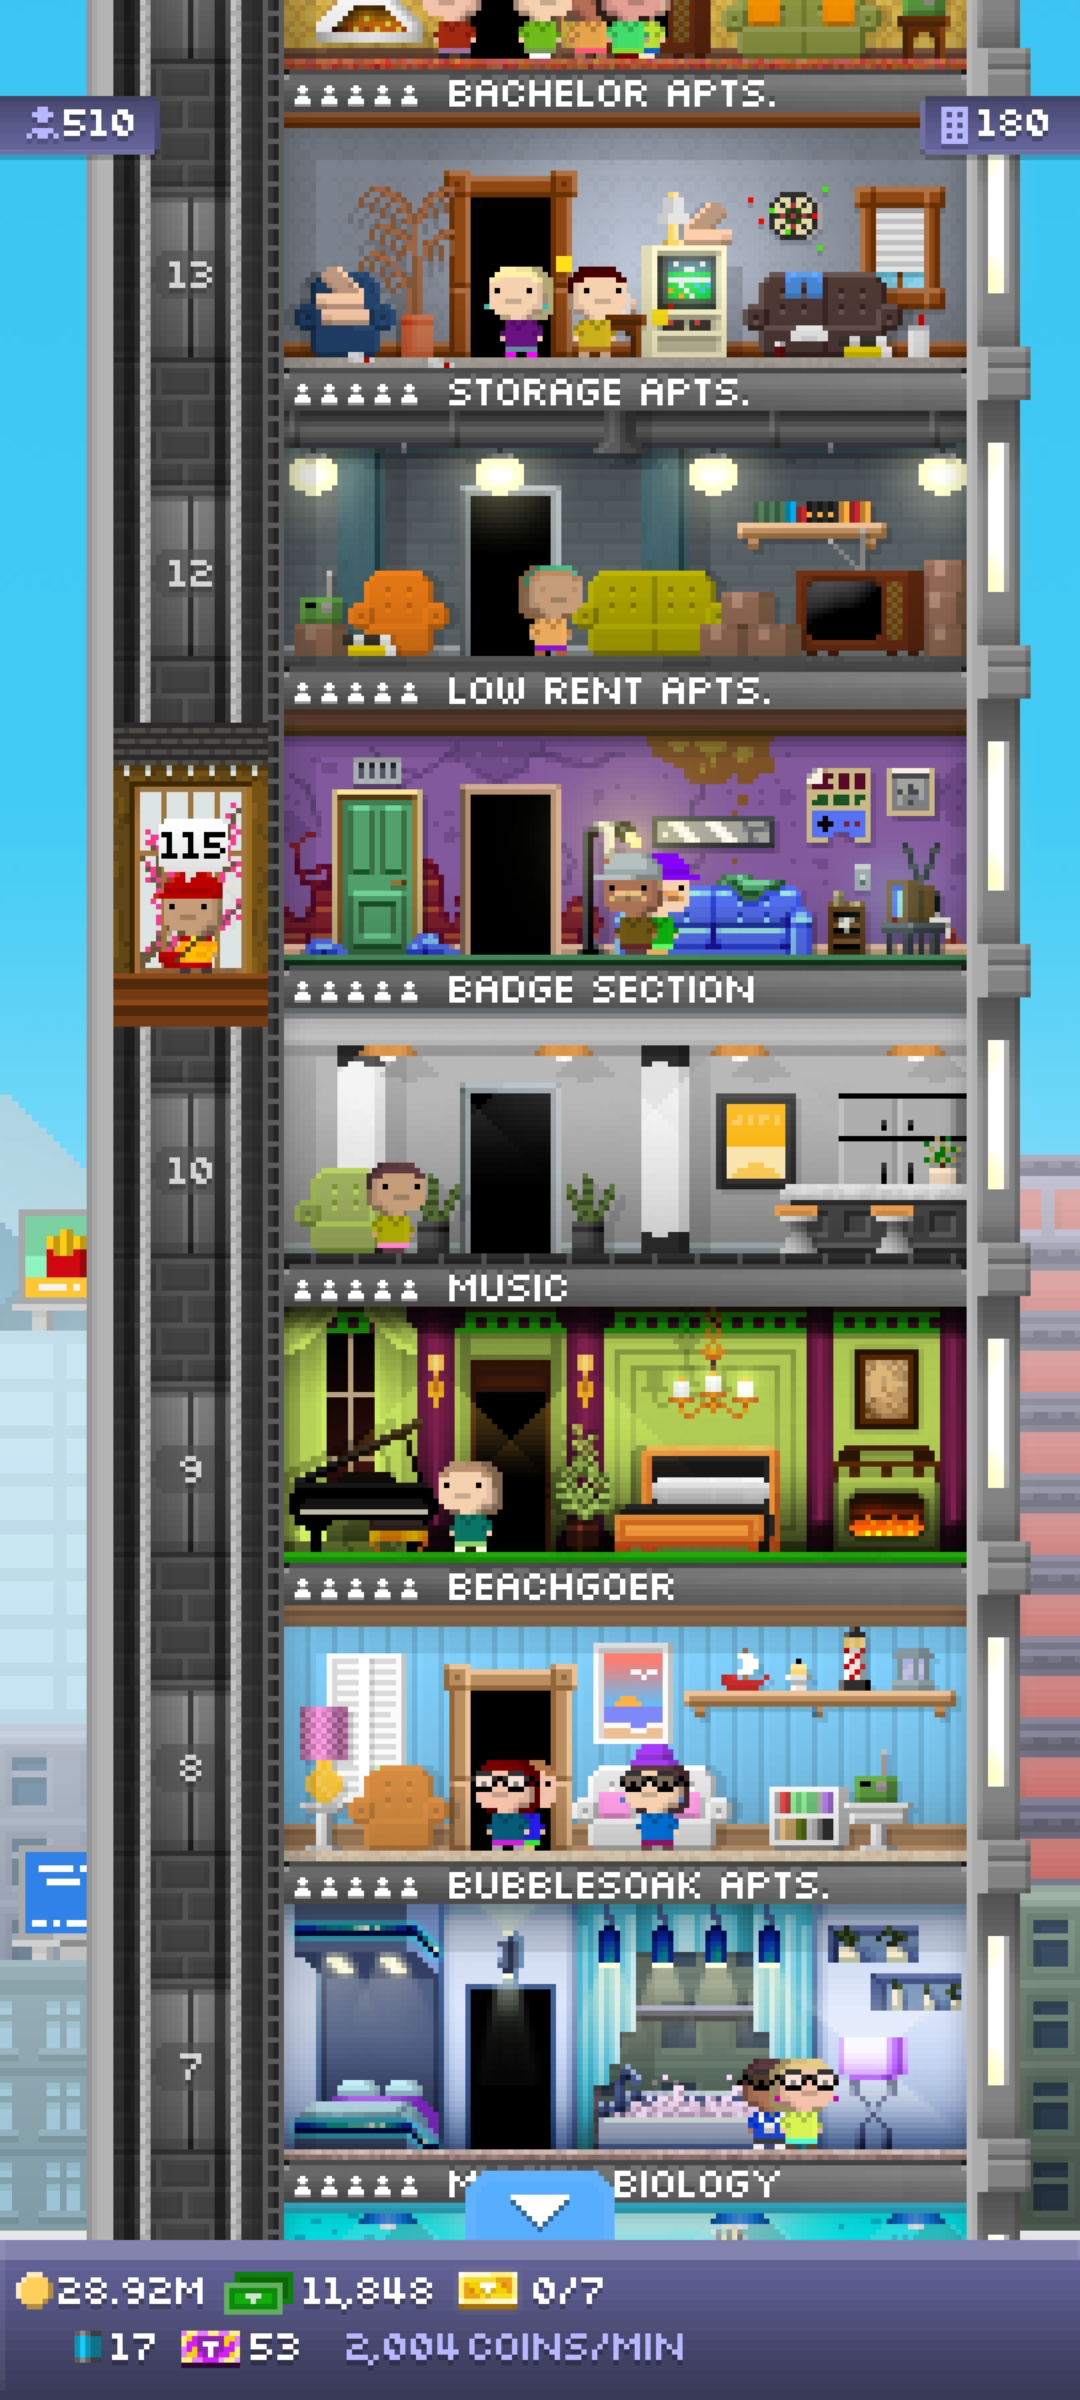 BACHELOR APTS.
510
180
13
STORAGE APTS.
12
LOW RENT APTS.
115
BADGE SECTION
10
MUSIC
9
BEACHGOER
8
BUBBLESOAK APTS.
7
BIOLOGY
28.92M 11,848 0/7
17 T 53 2,004 COINS/MIN